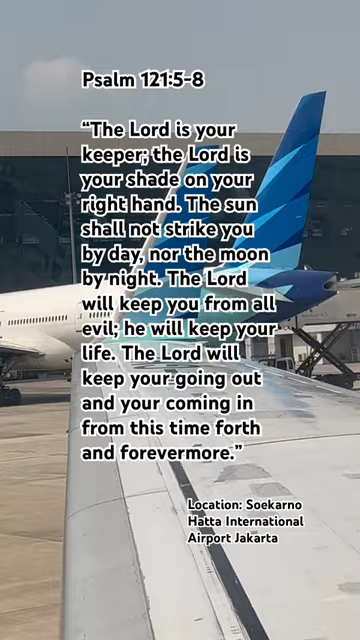 Psalm 121:5-8
“The Lord is your
keeper; the Lord is
your shade on your
right hand. The sun
shall not strike you
by day, nor the moon
by night. The Lord
will keep you from all
evil; he will keep your
life. The Lord will
keep your going out
and your coming in
from this time forth
and forevermore.”
Location: Soekarno
Hatta International
Airport Jakarta